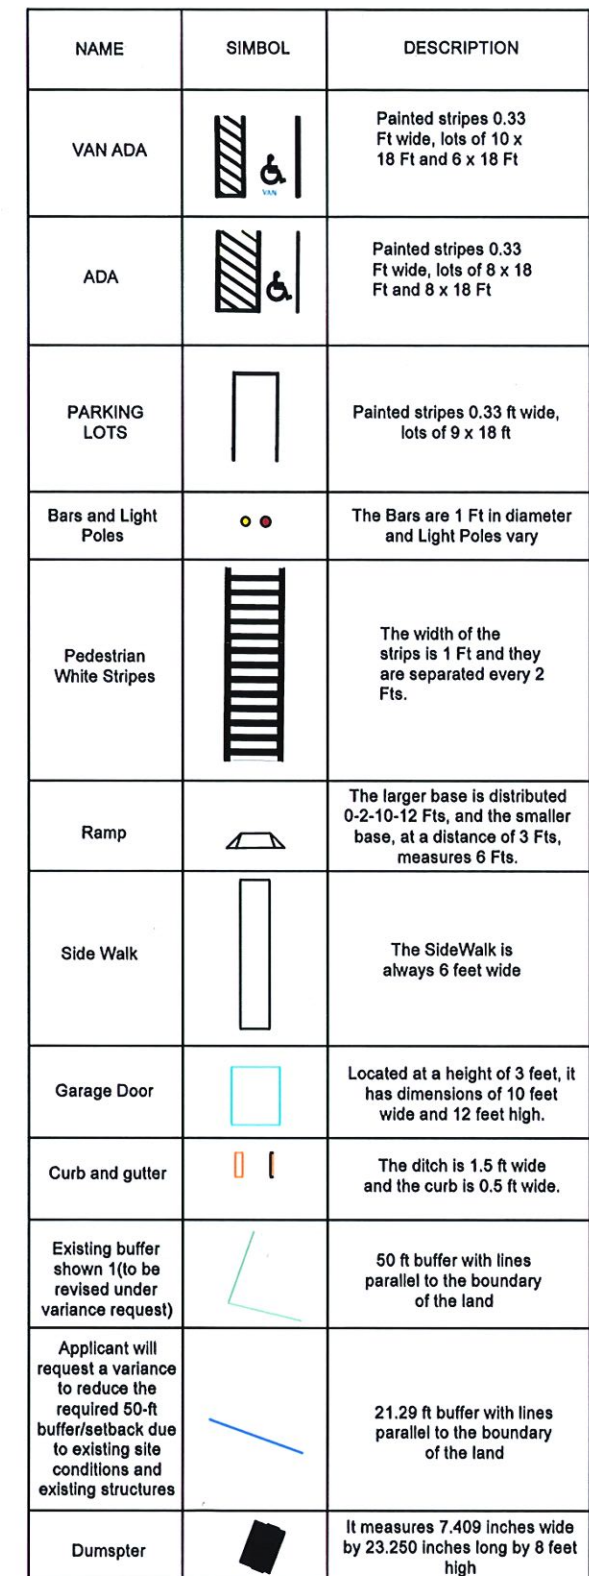 NAME
SIMBOL
DESCRIPTION
VAN ADA
VAN
Painted stripes 0.33
Ft wide, lots of 10 x
18 Ft and 6 x 18 Ft
ADA
Painted stripes 0.33
Ft wide, lots of 8 x 18
Ft and 8 x 18 Ft
PARKING
LOTS
Painted stripes 0.33 ft wide,
lots of 9 x 18 ft
Bars and Light
Poles
The Bars are 1 Ft in diameter
and Light Poles vary
Pedestrian
White Stripes
The width of the
strips is 1 Ft and they
are separated every 2
Fts.
Ramp
The larger base is distributed
0-2-10-12 Fts, and the smaller
base, at a distance of 3 Fts,
measures 6 Fts.
Side Walk
The SideWalk is
always 6 feet wide
Garage Door
Located at a height of 3 feet, it
has dimensions of 10 feet
wide and 12 feet high.
Curb and gutter
The ditch is 1.5 ft wide
and the curb is 0.5 ft wide.
Existing buffer
shown 1(to be
revised under
variance request)
50 ft buffer with lines
parallel to the boundary
of the land
Applicant will
request a variance
to reduce the
required 50-ft
buffer/setback due
to existing site
conditions and
existing structures
21.29 ft buffer with lines
parallel to the boundary
of the land
Dumspter
It measures 7.409 inches wide
by 23.250 inches long by 8 feet
high